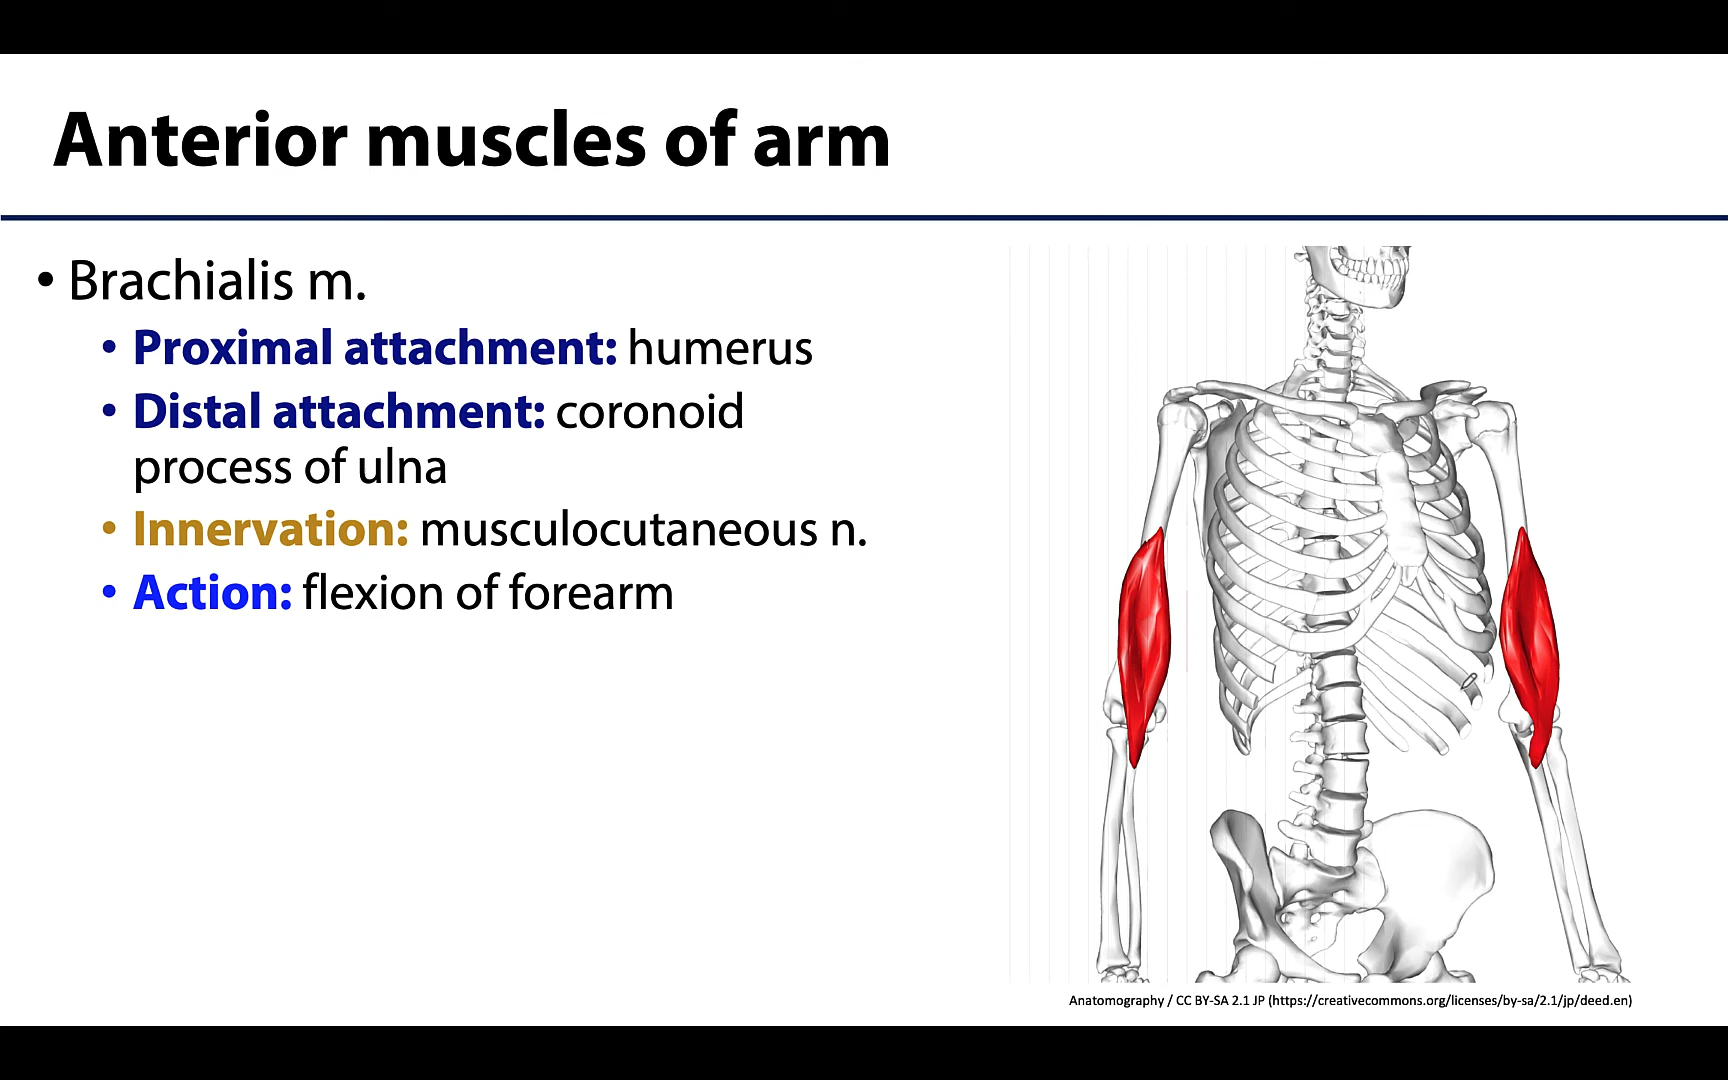 Anterior muscles of arm
• Brachialis m.
• Proximal attachment: humerus
• Distal attachment: coronoid
process of ulna
• Innervation: musculocutaneous n.
• Action: flexion of forearm
Anatomography / CC BY-SA 2.1 JP (https://creativecommons.org/licenses/by-sa/2.1/jp/deed.en)